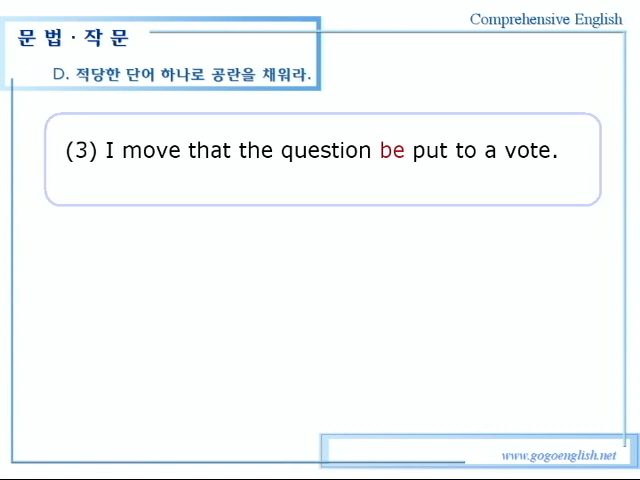 Comprehensive English
문 법 · 작 문
D. 적당한 단어 하나로 공란을 채워라.
(3) I move that the question be put to a vote.
www.gogoenglish.net